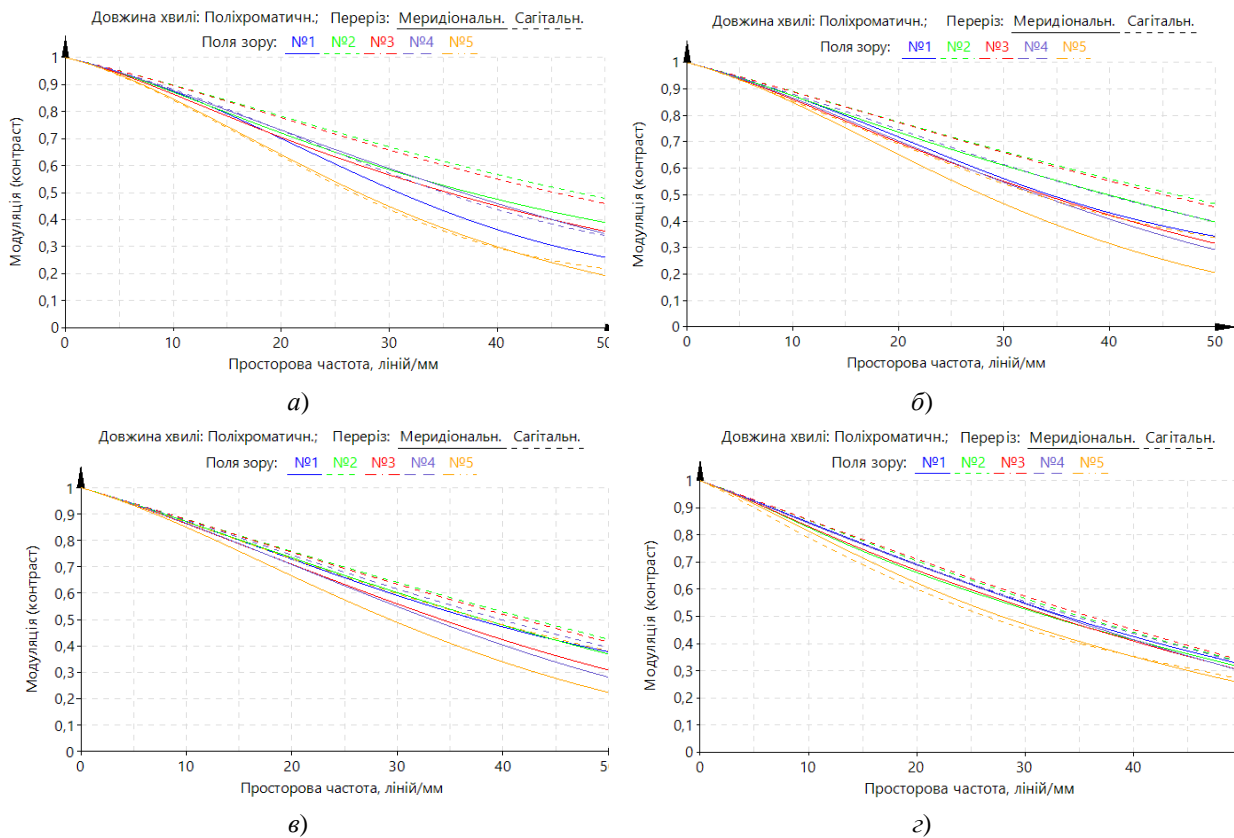 Довжина хвилі: Поліхроматичн.; Переріз: Меридіональн. Сагітальн.
Поля зору: №1 №2 №3 №4 №5
1
0,9
0,8
0,7
0,6
0,5
0,4
0,3
0,2
0,1
0
Модуляція (контраст)
0 10 20 30 40 50
Просторова частота, ліній/мм
а)
Довжина хвилі: Поліхроматичн.; Переріз: Меридіональн. Сагітальн.
Поля зору: №1 №2 №3 №4 №5
1
0,9
0,8
0,7
0,6
0,5
0,4
0,3
0,2
0,1
0
Модуляція (контраст)
0 10 20 30 40 50
Просторова частота, ліній/мм
б)
Довжина хвилі: Поліхроматичн.; Переріз: Меридіональн. Сагітальн.
Поля зору: №1 №2 №3 №4 №5
1
0,9
0,8
0,7
0,6
0,5
0,4
0,3
0,2
0,1
0
Модуляція (контраст)
0 10 20 30 40 50
Просторова частота, ліній/мм
в)
Довжина хвилі: Поліхроматичн.; Переріз: Меридіональн. Сагітальн.
Поля зору: №1 №2 №3 №4 №5
1
0,9
0,8
0,7
0,6
0,5
0,4
0,3
0,2
0,1
0
Модуляція (контраст)
0 10 20 30 40
Просторова частота, ліній/мм
г)